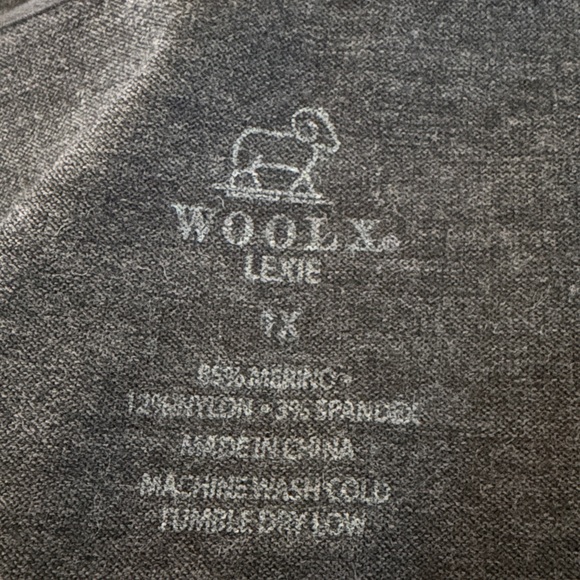 WOOLX®
LEXIE
1X
85% MERINO •
12% NYLON • 3% SPANDEX
MADE IN CHINA
MACHINE WASH COLD
TUMBLE DRY LOW